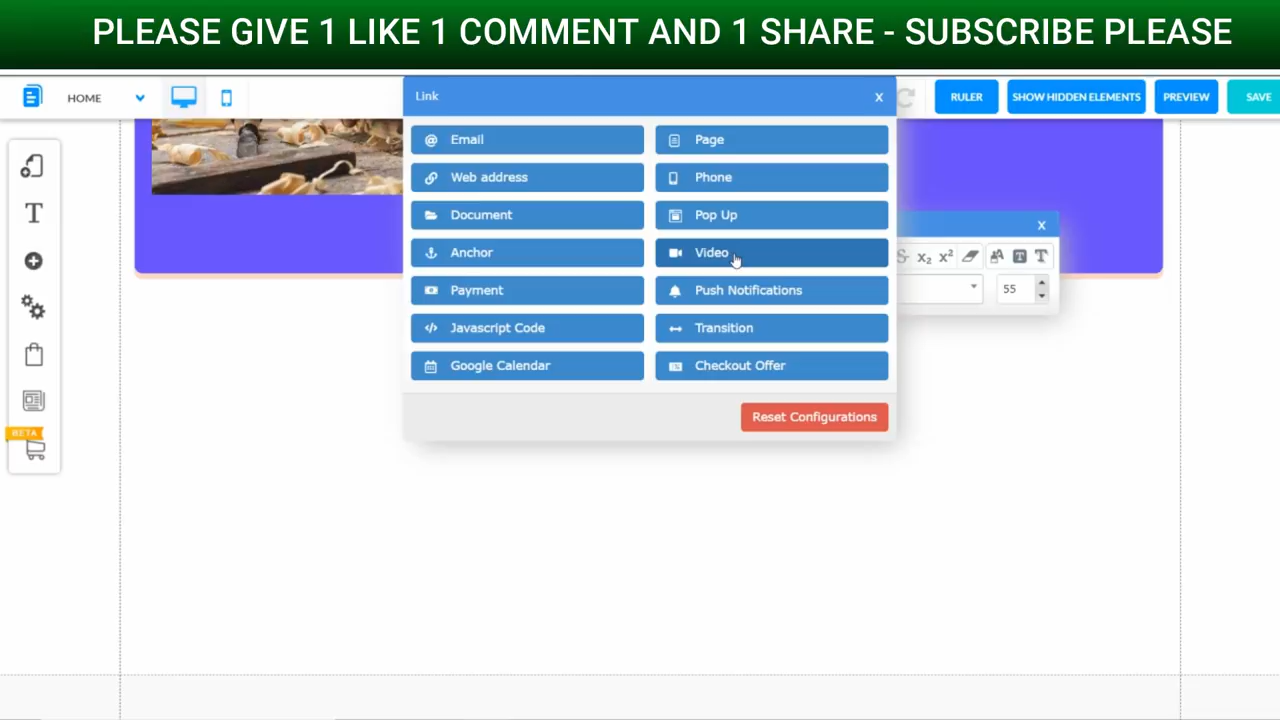 PLEASE GIVE 1 LIKE 1 COMMENT AND 1 SHARE - SUBSCRIBE PLEASE
HOME
RULER
SHOW HIDDEN ELEMENTS
PREVIEW
SAVE
Link
X
Email
Page
Web address
Phone
Document
Pop Up
X
Anchor
Video
Payment
Push Notifications
55
Javascript Code
Transition
Google Calendar
Checkout Offer
Reset Configurations
BETA